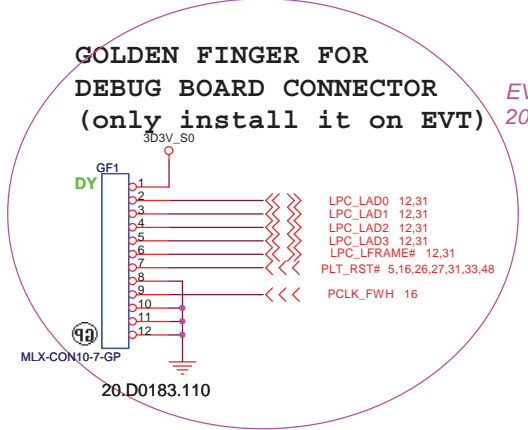 GOLDEN FINGER FOR
DEBUG BOARD CONNECTOR
(only install it on EVT)
EV
20
3D3V_S0
GF1
DY
1
2
3
4
5
6
7
8
9
10
11
12
LPC_LAD0 12,31
LPC_LAD1 12,31
LPC_LAD2 12,31
LPC_LAD3 12,31
LPC_LFRAME# 12,31
PLT_RST# 5,16,26,27,31,33,48
PCLK_FWH 16
GP
MLX-CON10-7-GP
20.D0183.110